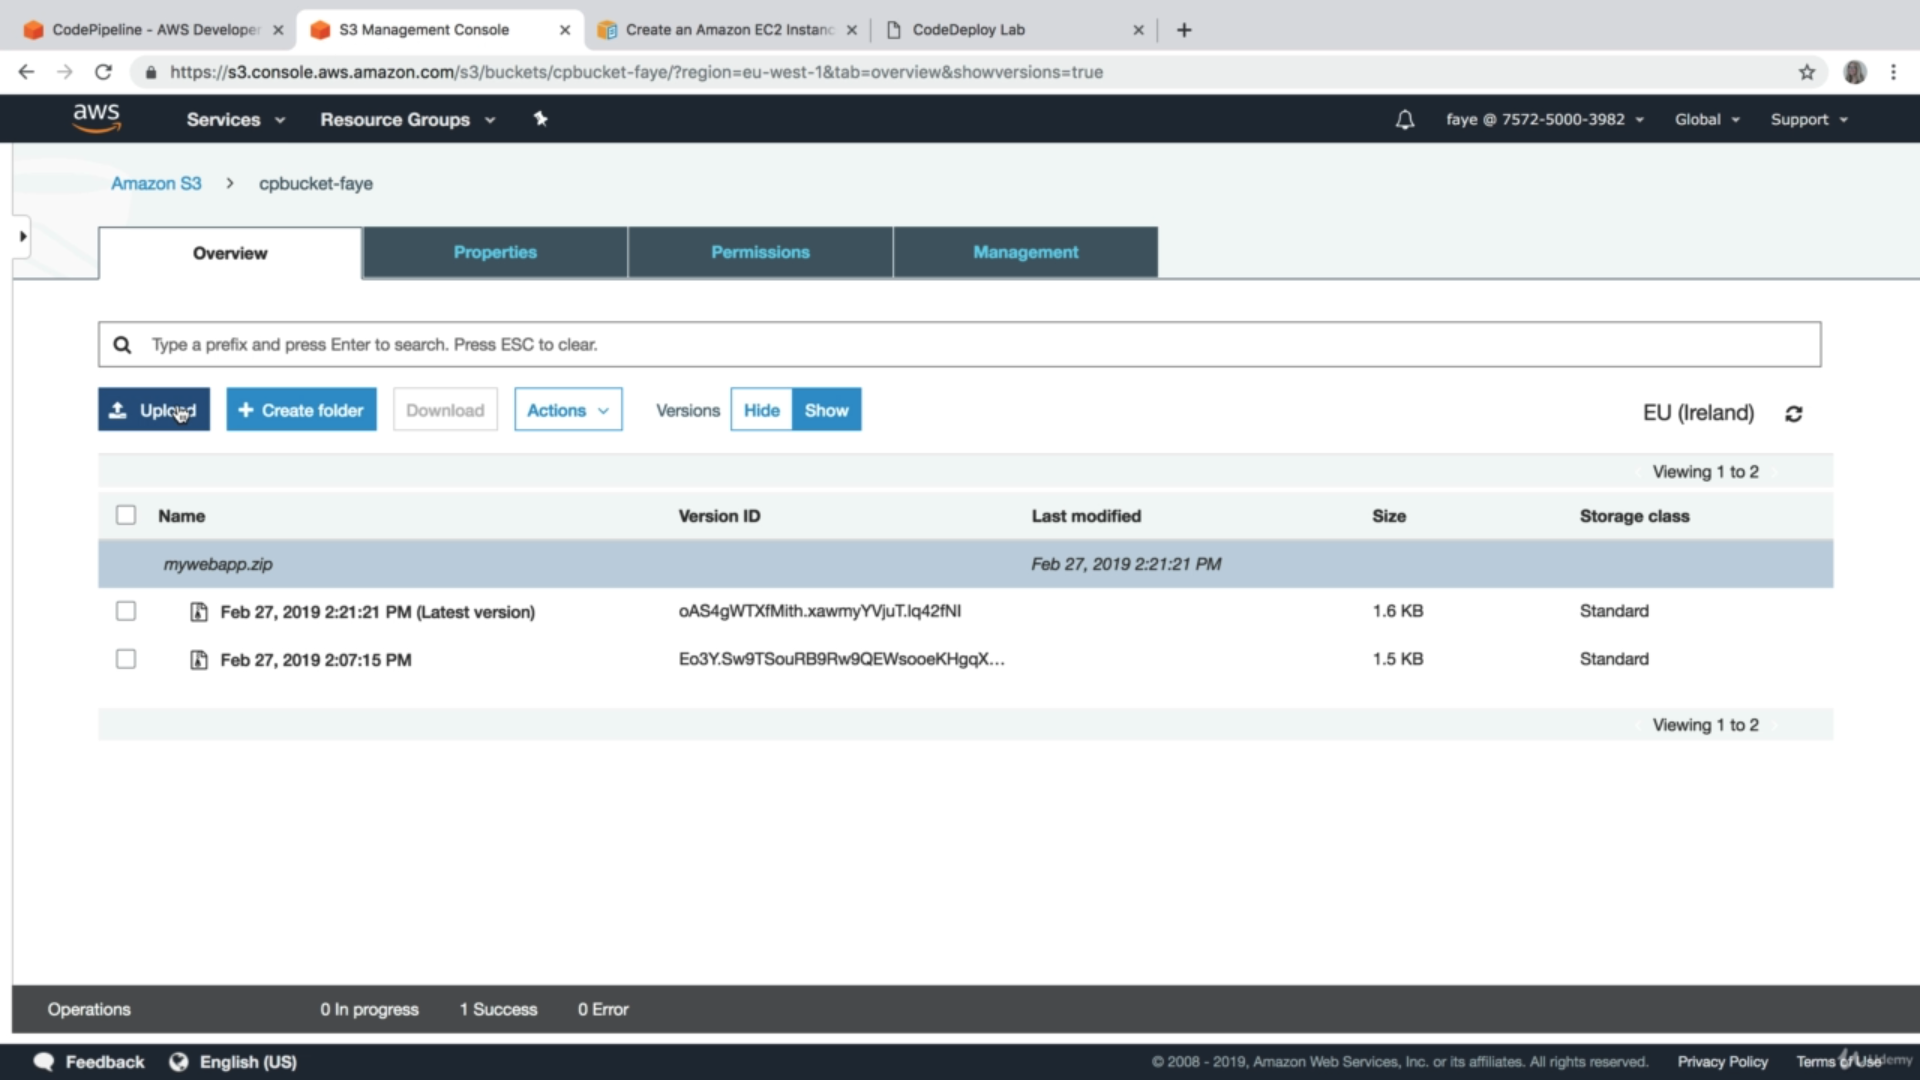 CodePipeline - AWS Developer
S3 Management Console
Create an Amazon EC2 Instanc
CodeDeploy Lab
https://s3.console.aws.amazon.com/s3/buckets/cpbucket-faye/?region=eu-west-1&tab=overview&showversions=true
aws
Services
Resource Groups
faye @ 7572-5000-3982
Global
Support
Amazon S3 > cpbucket-faye
Overview
Properties
Permissions
Management
Type a prefix and press Enter to search. Press ESC to clear.
Upload
+ Create folder
Download
Actions
Versions
Hide
Show
EU (Ireland)
Viewing 1 to 2
Name
Version ID
Last modified
Size
Storage class
mywebapp.zip
Feb 27, 2019 2:21:21 PM
Feb 27, 2019 2:21:21 PM (Latest version)
oAS4gWTXfMith.xawmyYVjuT.Iq42fNI
1.6 KB
Standard
Feb 27, 2019 2:07:15 PM
Eo3Y.Sw9TSouRB9Rw9QEWsooeKHgqX...
1.5 KB
Standard
Viewing 1 to 2
Operations
0 In progress
1 Success
0 Error
Feedback
English (US)
© 2008 - 2019, Amazon Web Services, Inc. or its affiliates. All rights reserved.
Privacy Policy
Terms of Use
Udemy